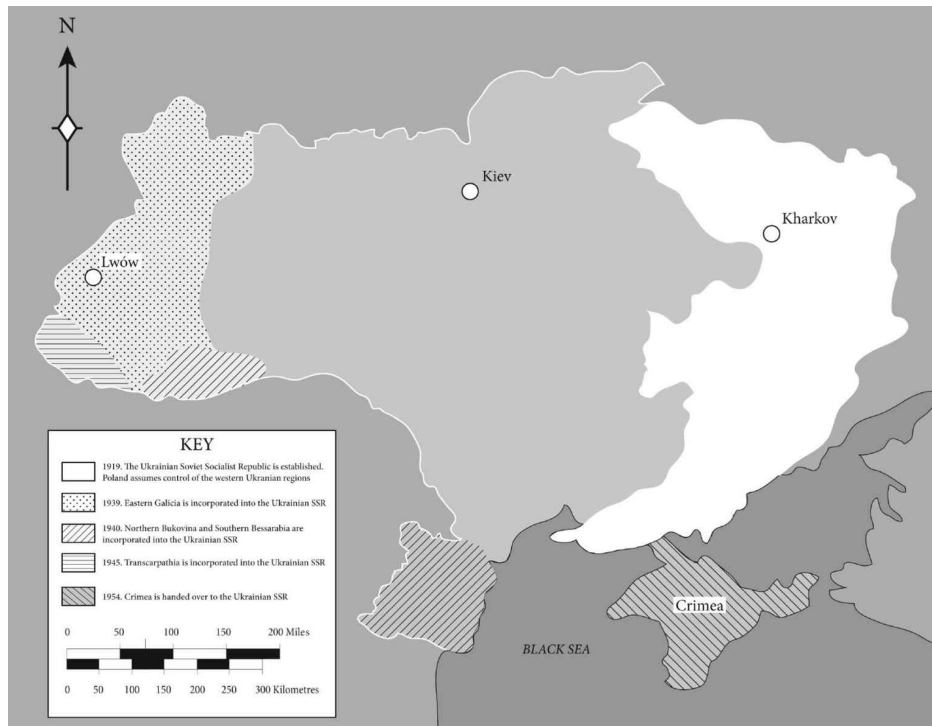 N
Kiev
Kharkov
Lwów
KEY
1919. The Ukrainian Soviet Socialist Republic is established.
Poland assumes control of the western Ukranian regions
1939. Eastern Galicia is incorporated into the Ukrainian SSR
1940. Northern Bukovina and Southern Bessarabia are
incorporated into the Ukrainian SSR
1945. Transcarpathia is incorporated into the Ukrainian SSR
1954. Crimea is handed over to the Ukrainian SSR
0 50 100 150 200 Miles
0 50 100 150 200 250 300 Kilometres
Crimea
BLACK SEA